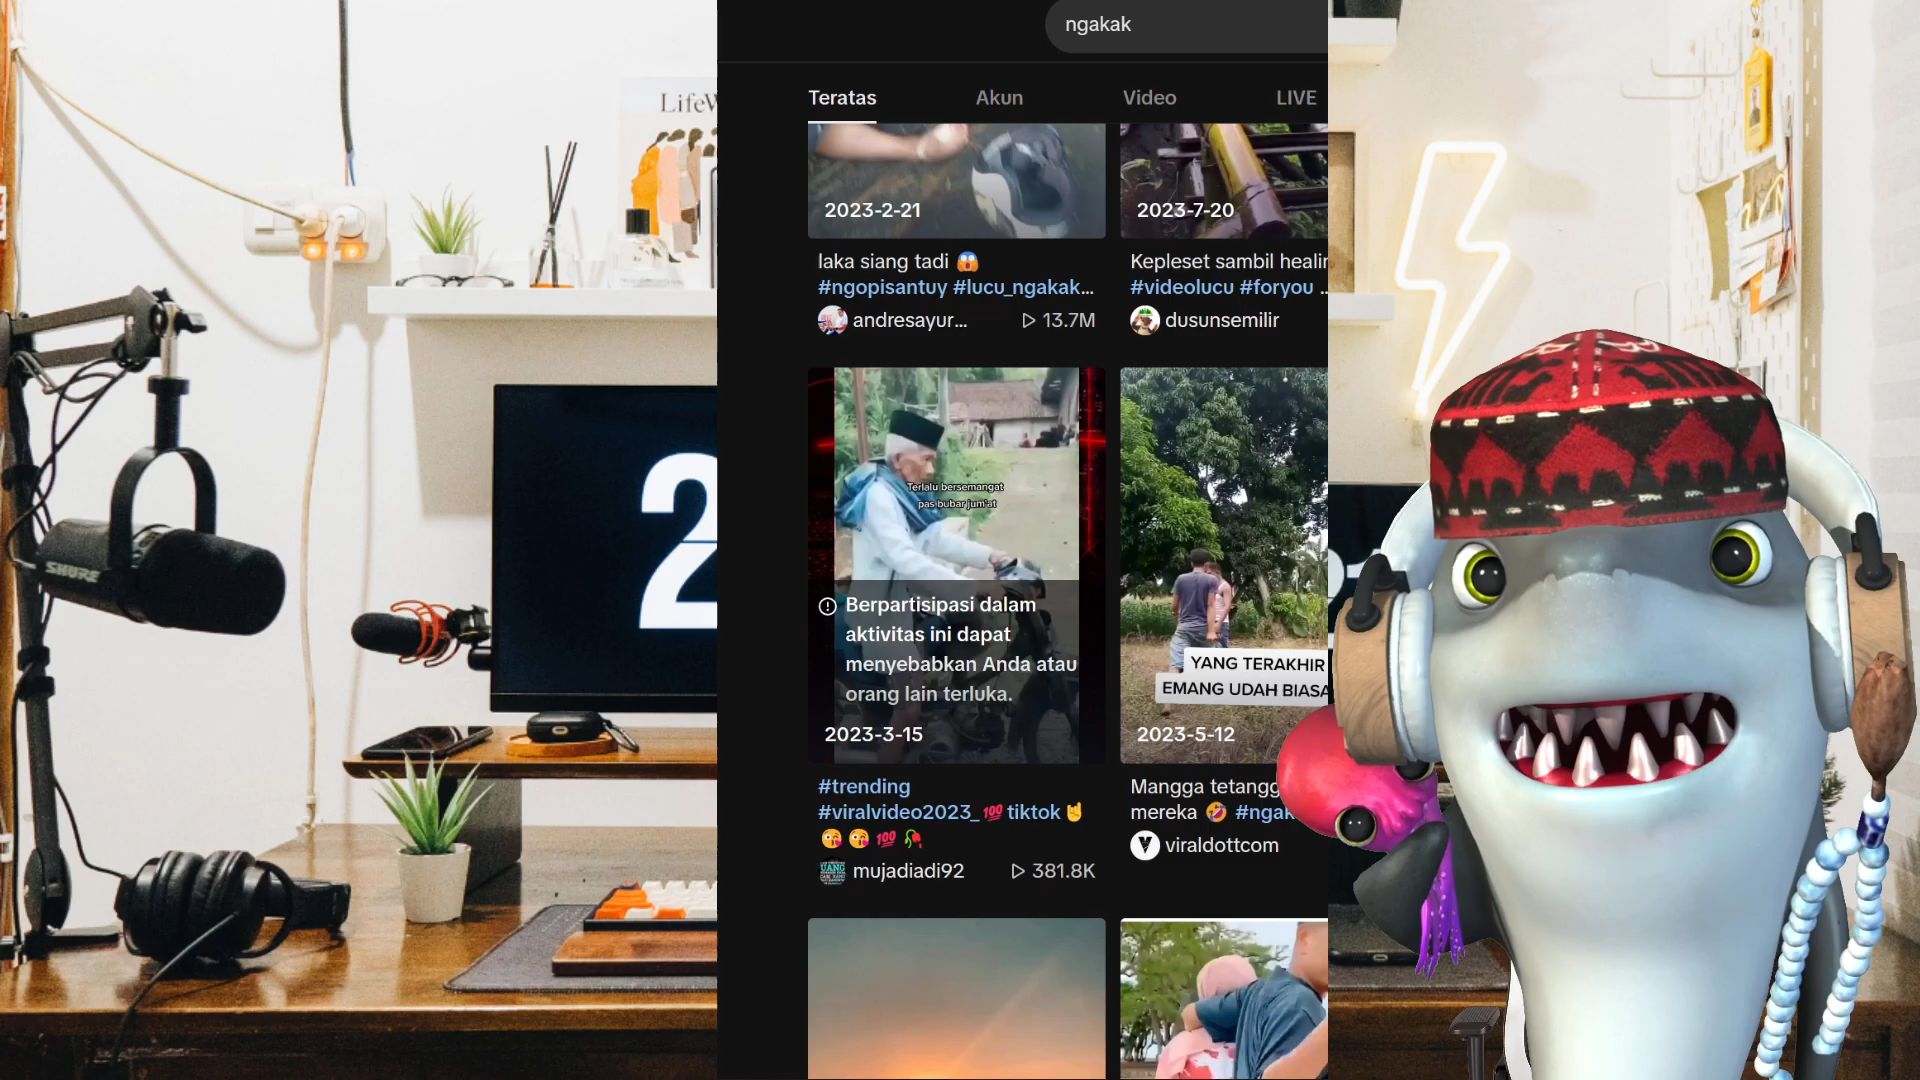 LifeW
SHURE
2
ngakak
Teratas
Akun
Video
LIVE
2023-2-21
laka siang tadi 😱
#ngopisantuy #lucu_ngakak...
andresayur...
13.7M
2023-7-20
Kepleset sambil healin
#videolucu #foryou ..
dusunsemilir
Terlalu bersemangat
pas bubar jum'at
Berpartisipasi dalam
aktivitas ini dapat
menyebabkan Anda atau
orang lain terluka.
2023-3-15
#trending
#viralvideo2023_💯tiktok🤘
😘😘💯🥀
UANG
mujadiadi92
381.8K
YANG TERAKHIR
EMANG UDAH BIASA
2023-5-12
Mangga tetangg
mereka 🤣 #ngak
viraldottcom